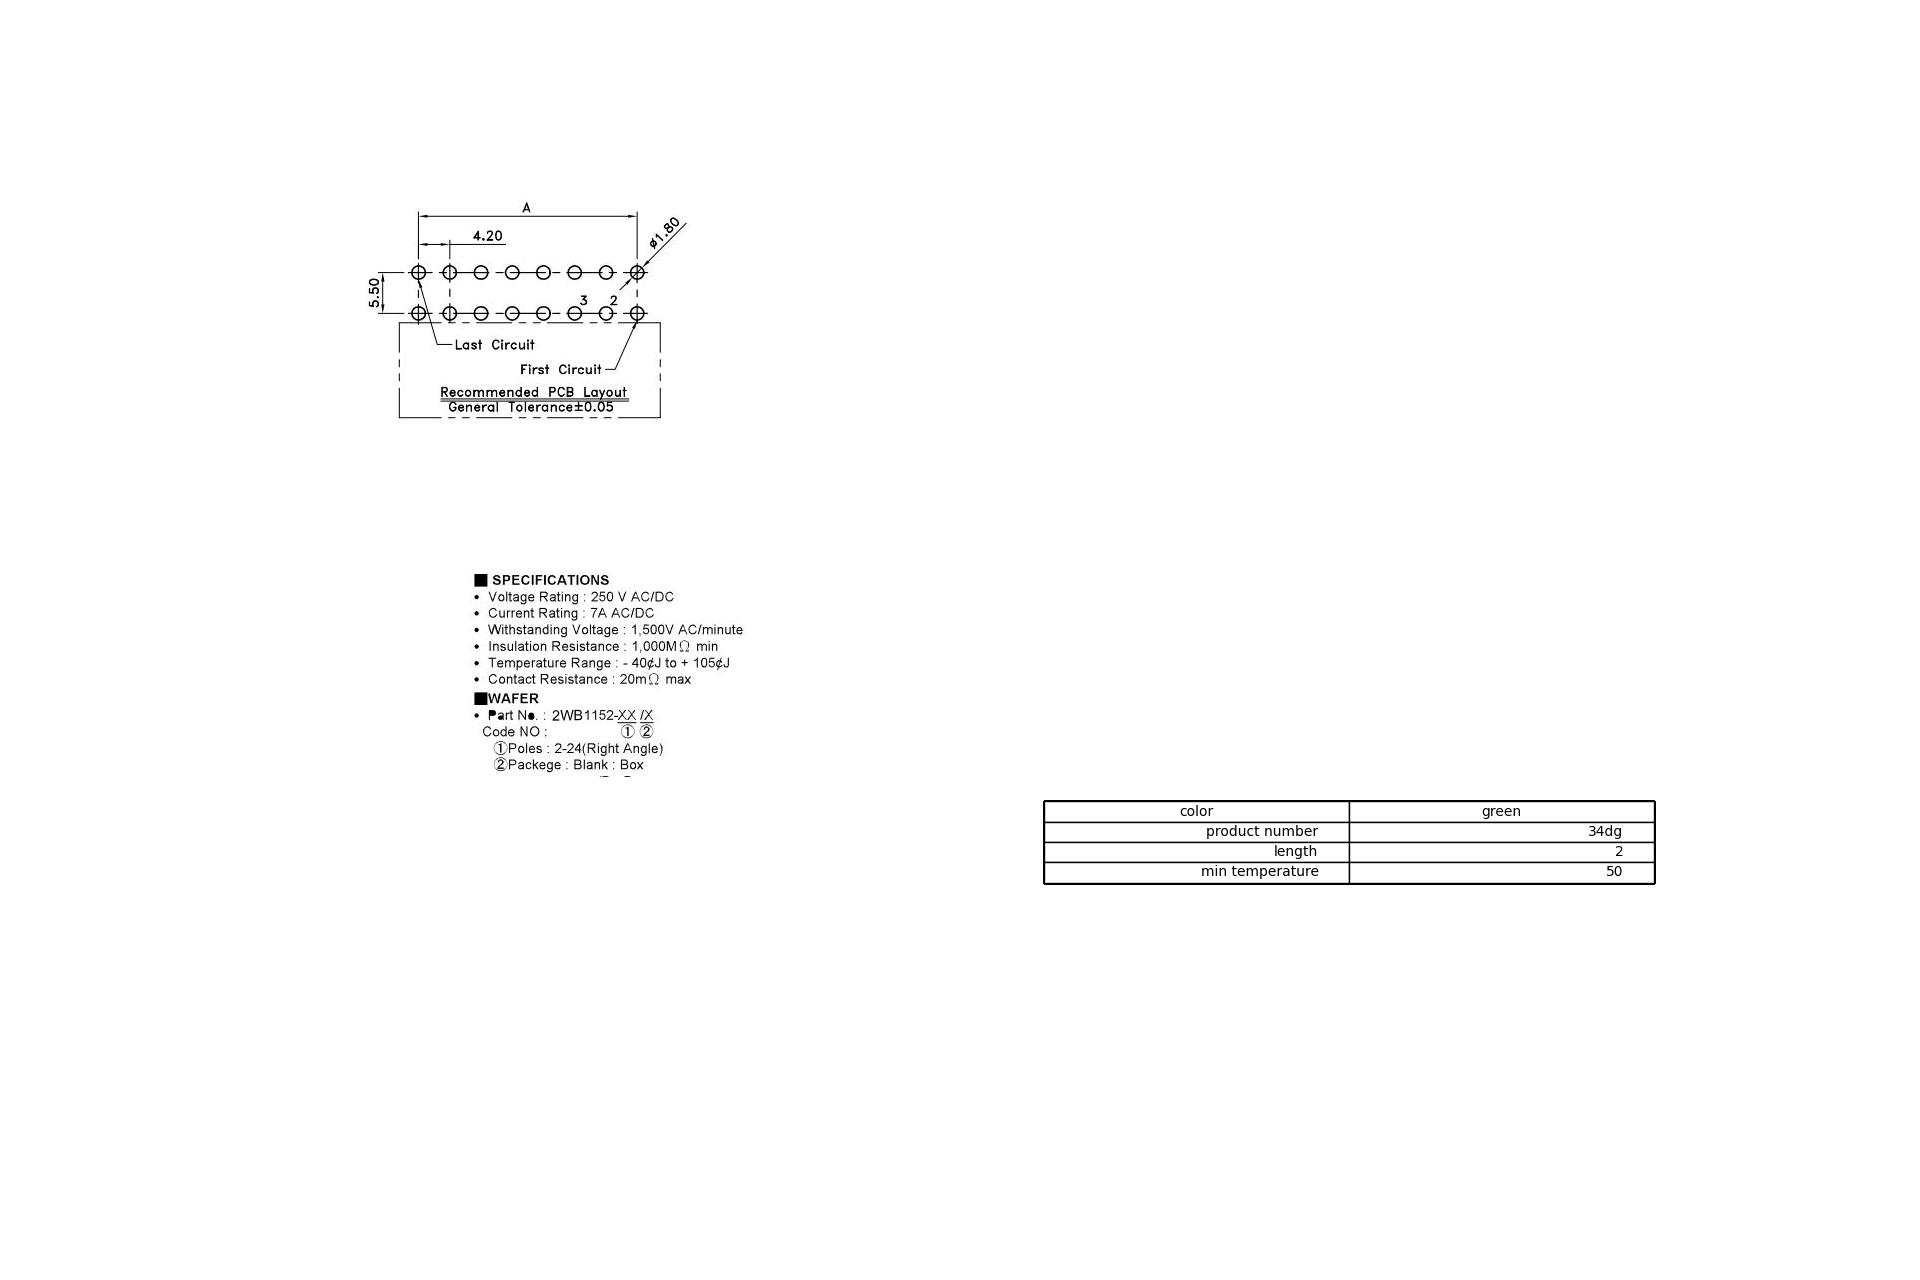 A
4.20
ø1.80
5.50
3 2
Last Circuit
First Circuit
Recommended PCB Layout
General Tolerance±0.05
■ SPECIFICATIONS
• Voltage Rating : 250 V AC/DC
• Current Rating : 7A AC/DC
• Withstanding Voltage : 1,500V AC/minute
• Insulation Resistance : 1,000MΩ min
• Temperature Range : - 40¢J to + 105¢J
• Contact Resistance : 20mΩ max
■WAFER
• Part No. : 2WB1152-XX /X
Code NO : ① ②
①Poles : 2-24(Right Angle)
②Packege : Blank : Box
color green
product number 34dg
length 2
min temperature 50